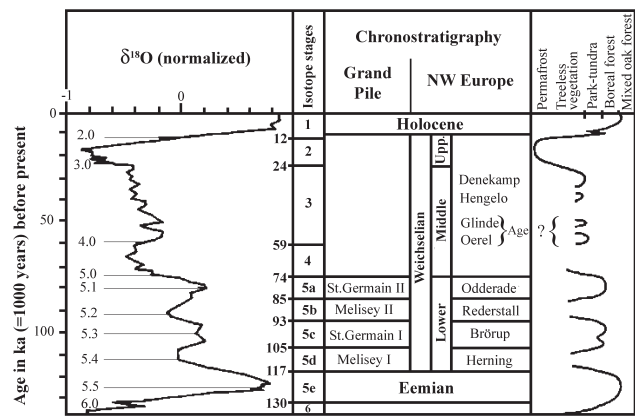 δ¹⁸O (normalized)
-1 0
Isotope stages
Chronostratigraphy
Grand Pile
NW Europe
Permafrost
Treeless vegetation
Park-tundra
Boreal forest
Mixed oak forest
Age in ka (=1000 years) before present
0
50
100
2.0
3.0
4.0
5.0
5.1
5.2
5.3
5.4
5.5
6.0
1
12
2
24
3
59
4
74
5a
85
5b
93
5c
105
5d
117
5e
130
6
Holocene
Weichselian
Upp.
Middle
Lower
Denekamp
Hengelo
Glinde
Oerel
} Age
? {
St.Germain II
Odderade
Melisey II
Rederstall
St.Germain I
Brörup
Melisey I
Herning
Eemian